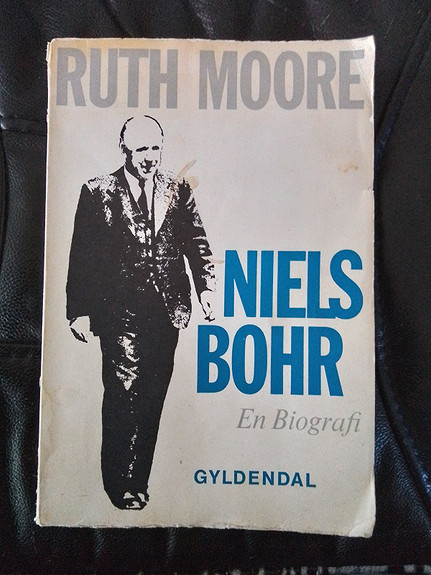 RUTH MOORE
NIELS
BOHR
En Biografi
GYLDENDAL